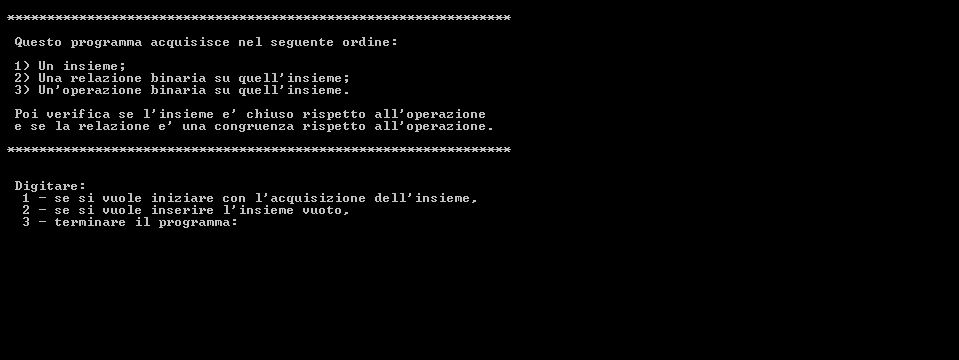 ***************************************************************
Questo programma acquisisce nel seguente ordine:
1) Un insieme;
2) Una relazione binaria su quell'insieme;
3) Un'operazione binaria su quell'insieme.
Poi verifica se l'insieme e' chiuso rispetto all'operazione
e se la relazione e' una congruenza rispetto all'operazione.
***************************************************************
Digitare:
1 - se si vuole iniziare con l'acquisizione dell'insieme,
2 - se si vuole inserire l'insieme vuoto,
3 - terminare il programma: